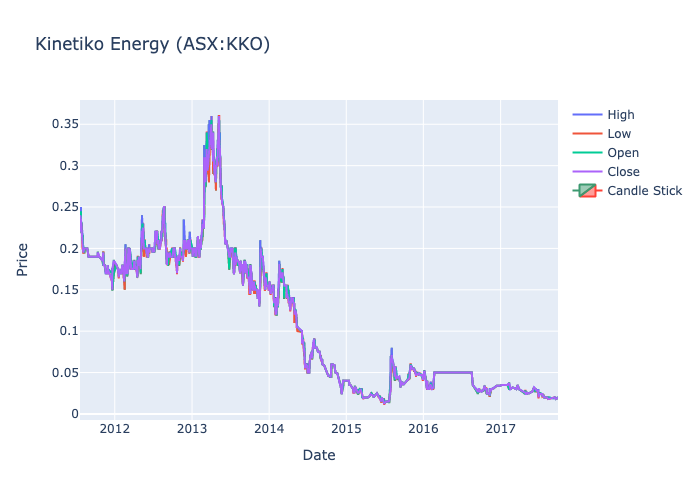 Kinetiko Energy (ASX:KKO)
High
Low
Open
Close
Candle Stick
Price
0.35
0.3
0.25
0.2
0.15
0.1
0.05
0
2012
2013
2014
2015
2016
2017
Date